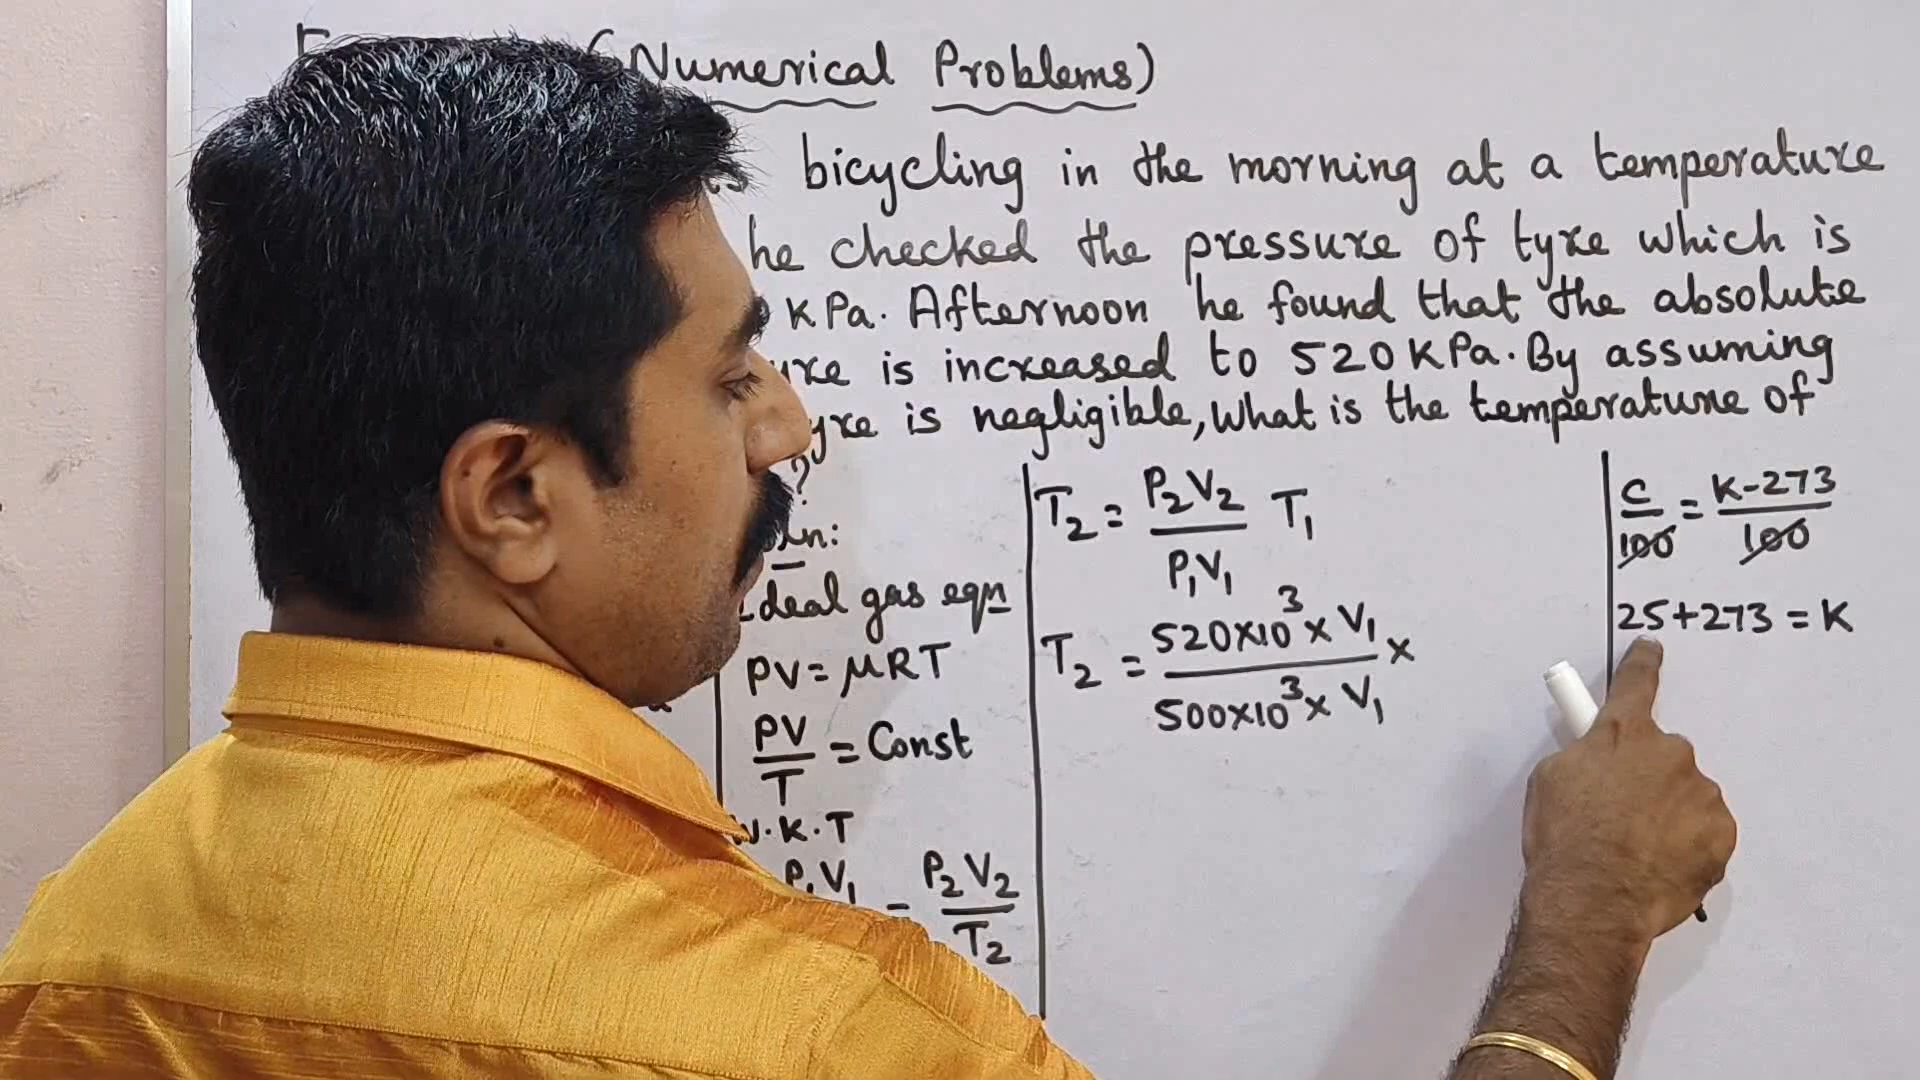 (Numerical Problems)
bicycling in the morning at a temperature
he checked the pressure of tyre which is
KPa. Afternoon he found that the absolute
is increased to 520 KPa. By assuming
is negligible, What is the temperature of
?
Ideal gas eqn
PV = μRT
PV/T = Const
W.K.T
P₁V₁ = P₂V₂/T₂
T₂ = P₂V₂/P₁V₁ T₁
T₂ = 520×10³ × V₁/500×10³ × V₁ ×
C/100 = K-273/100
25+273 = K